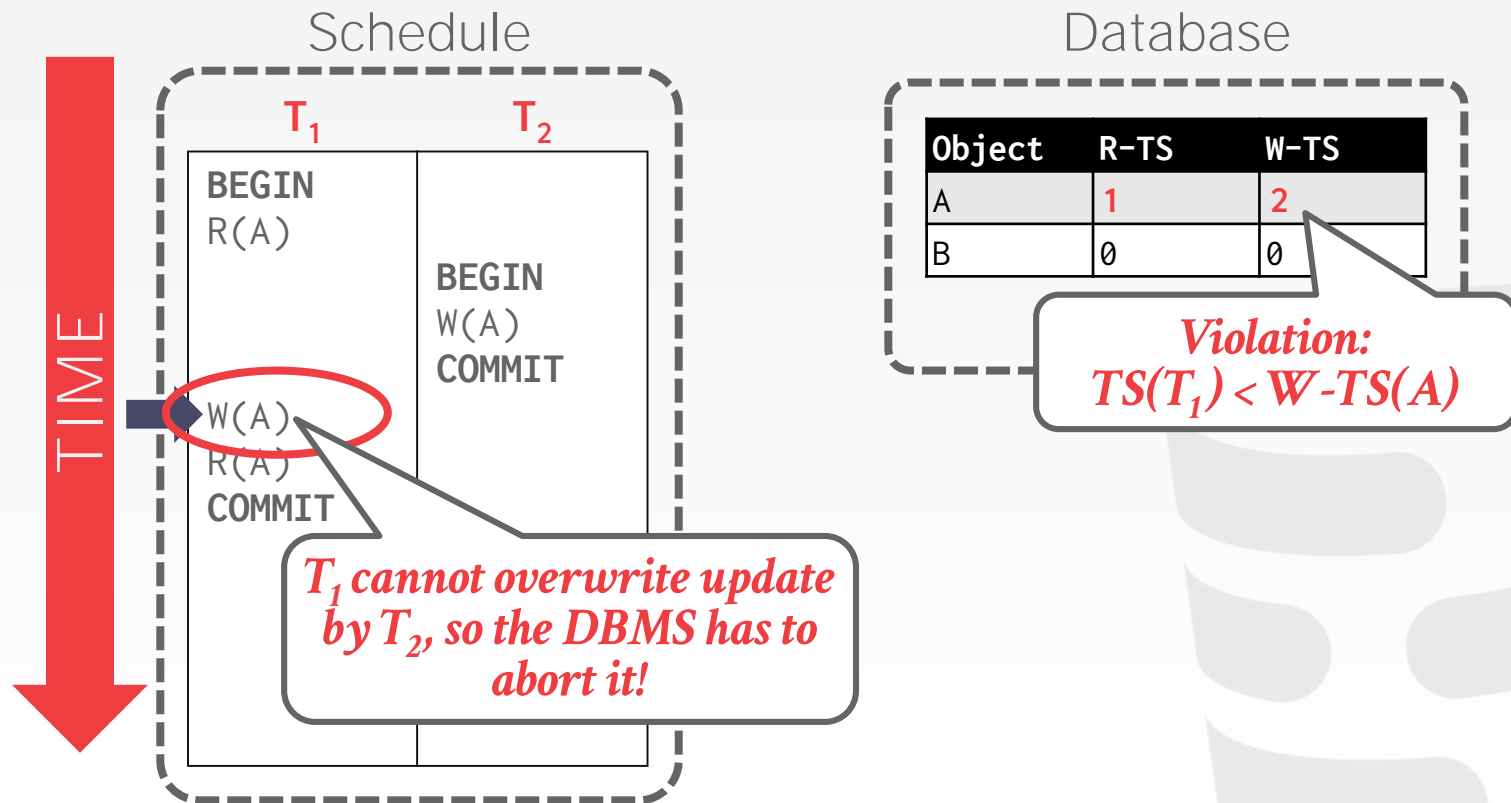 Schedule
Database
TIME
T₁ T₂
BEGIN
R(A)
BEGIN
W(A)
COMMIT
W(A)
R(A)
COMMIT
T₁ cannot overwrite update
by T₂, so the DBMS has to
abort it!
Object R-TS W-TS
A 1 2
B 0 0
Violation:
TS(T₁) < W-TS(A)